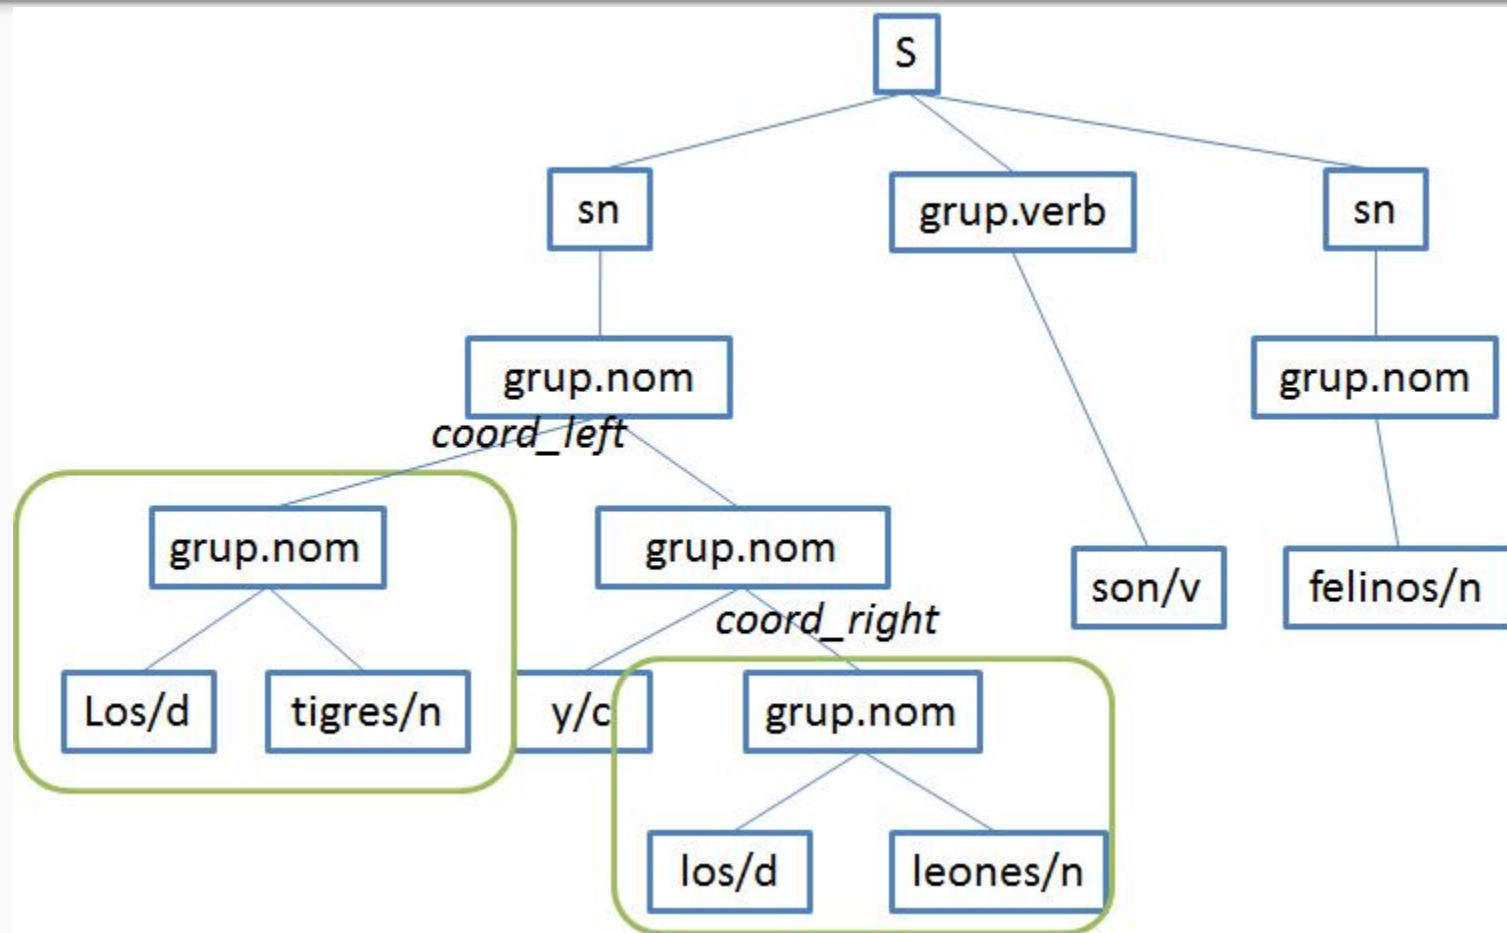 S
sn
grup.verb
sn
grup.nom
grup.nom
coord_left
grup.nom
grup.nom
son/v
felinos/n
coord_right
Los/d
tigres/n
y/c
grup.nom
los/d
leones/n